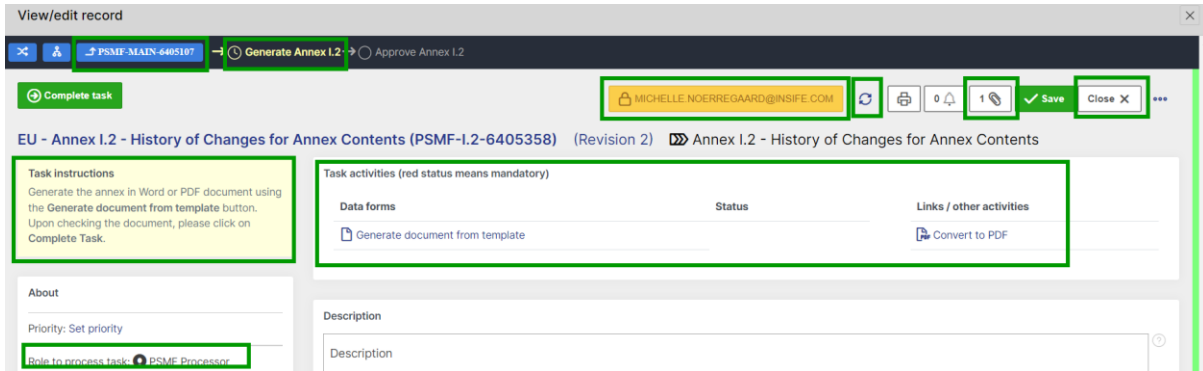 View/edit record
PSMF-MAIN-6405107 Generate Annex I.2 Approve Annex I.2
Complete task MICHELLE.NOERREGAARD@INSIFE.COM 0 1 Save Close X
EU - Annex I.2 - History of Changes for Annex Contents (PSMF-I.2-6405358) (Revision 2) Annex I.2 - History of Changes for Annex Contents
Task instructions
Generate the annex in Word or PDF document using
the Generate document from template button.
Upon checking the document, please click on
Complete Task.
Task activities (red status means mandatory)
Data forms Status Links / other activities
Generate document from template Convert to PDF
About
Priority: Set priority
Role to process task: PSMF Processor
Description
Description